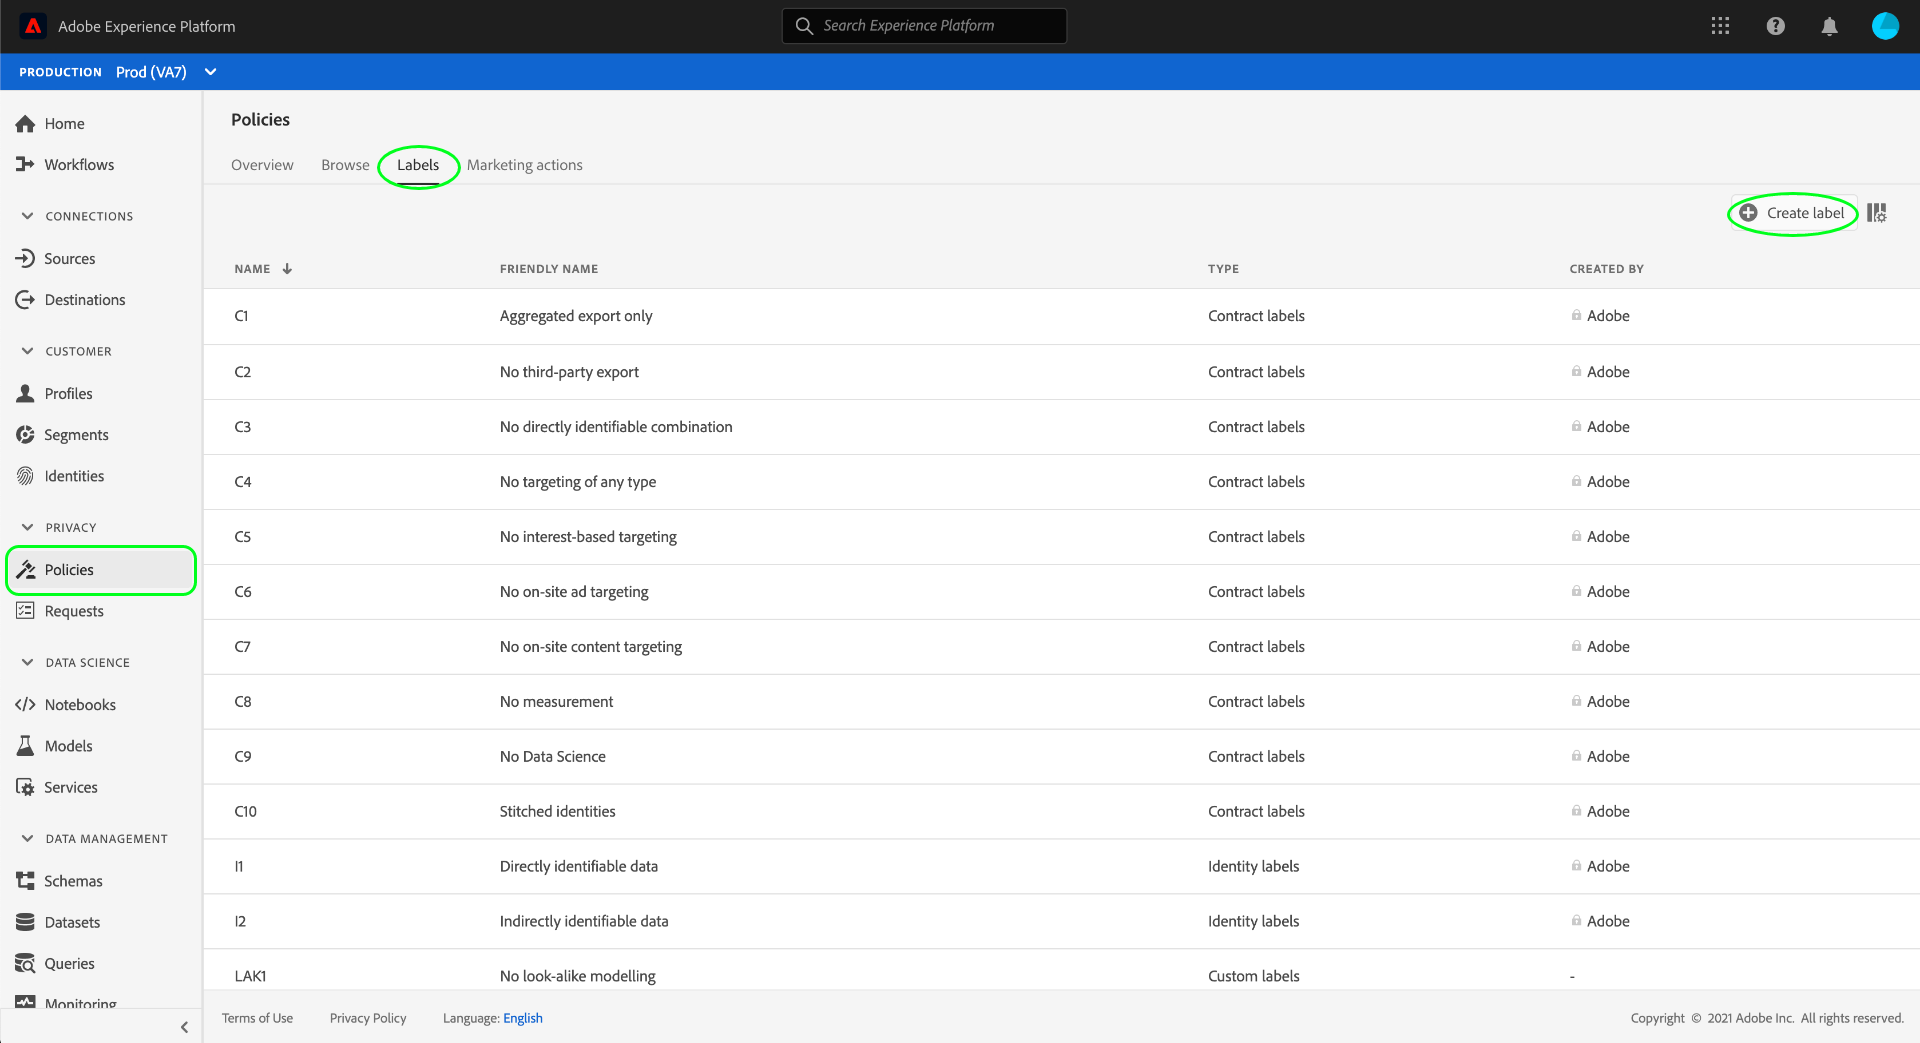 Adobe Experience Platform
Search Experience Platform
PRODUCTION Prod (VA7)
Home
Workflows
CONNECTIONS
Sources
Destinations
CUSTOMER
Profiles
Segments
Identities
PRIVACY
Policies
Requests
DATA SCIENCE
Notebooks
Models
Services
DATA MANAGEMENT
Schemas
Datasets
Queries
Monitoring
Policies
Overview Browse Labels Marketing actions
Create label
NAME FRIENDLY NAME TYPE CREATED BY
C1 Aggregated export only Contract labels Adobe
C2 No third-party export Contract labels Adobe
C3 No directly identifiable combination Contract labels Adobe
C4 No targeting of any type Contract labels Adobe
C5 No interest-based targeting Contract labels Adobe
C6 No on-site ad targeting Contract labels Adobe
C7 No on-site content targeting Contract labels Adobe
C8 No measurement Contract labels Adobe
C9 No Data Science Contract labels Adobe
C10 Stitched identities Contract labels Adobe
I1 Directly identifiable data Identity labels Adobe
I2 Indirectly identifiable data Identity labels Adobe
LAK1 No look-alike modelling Custom labels -
Terms of Use Privacy Policy Language: English Copyright © 2021 Adobe Inc. All rights reserved.